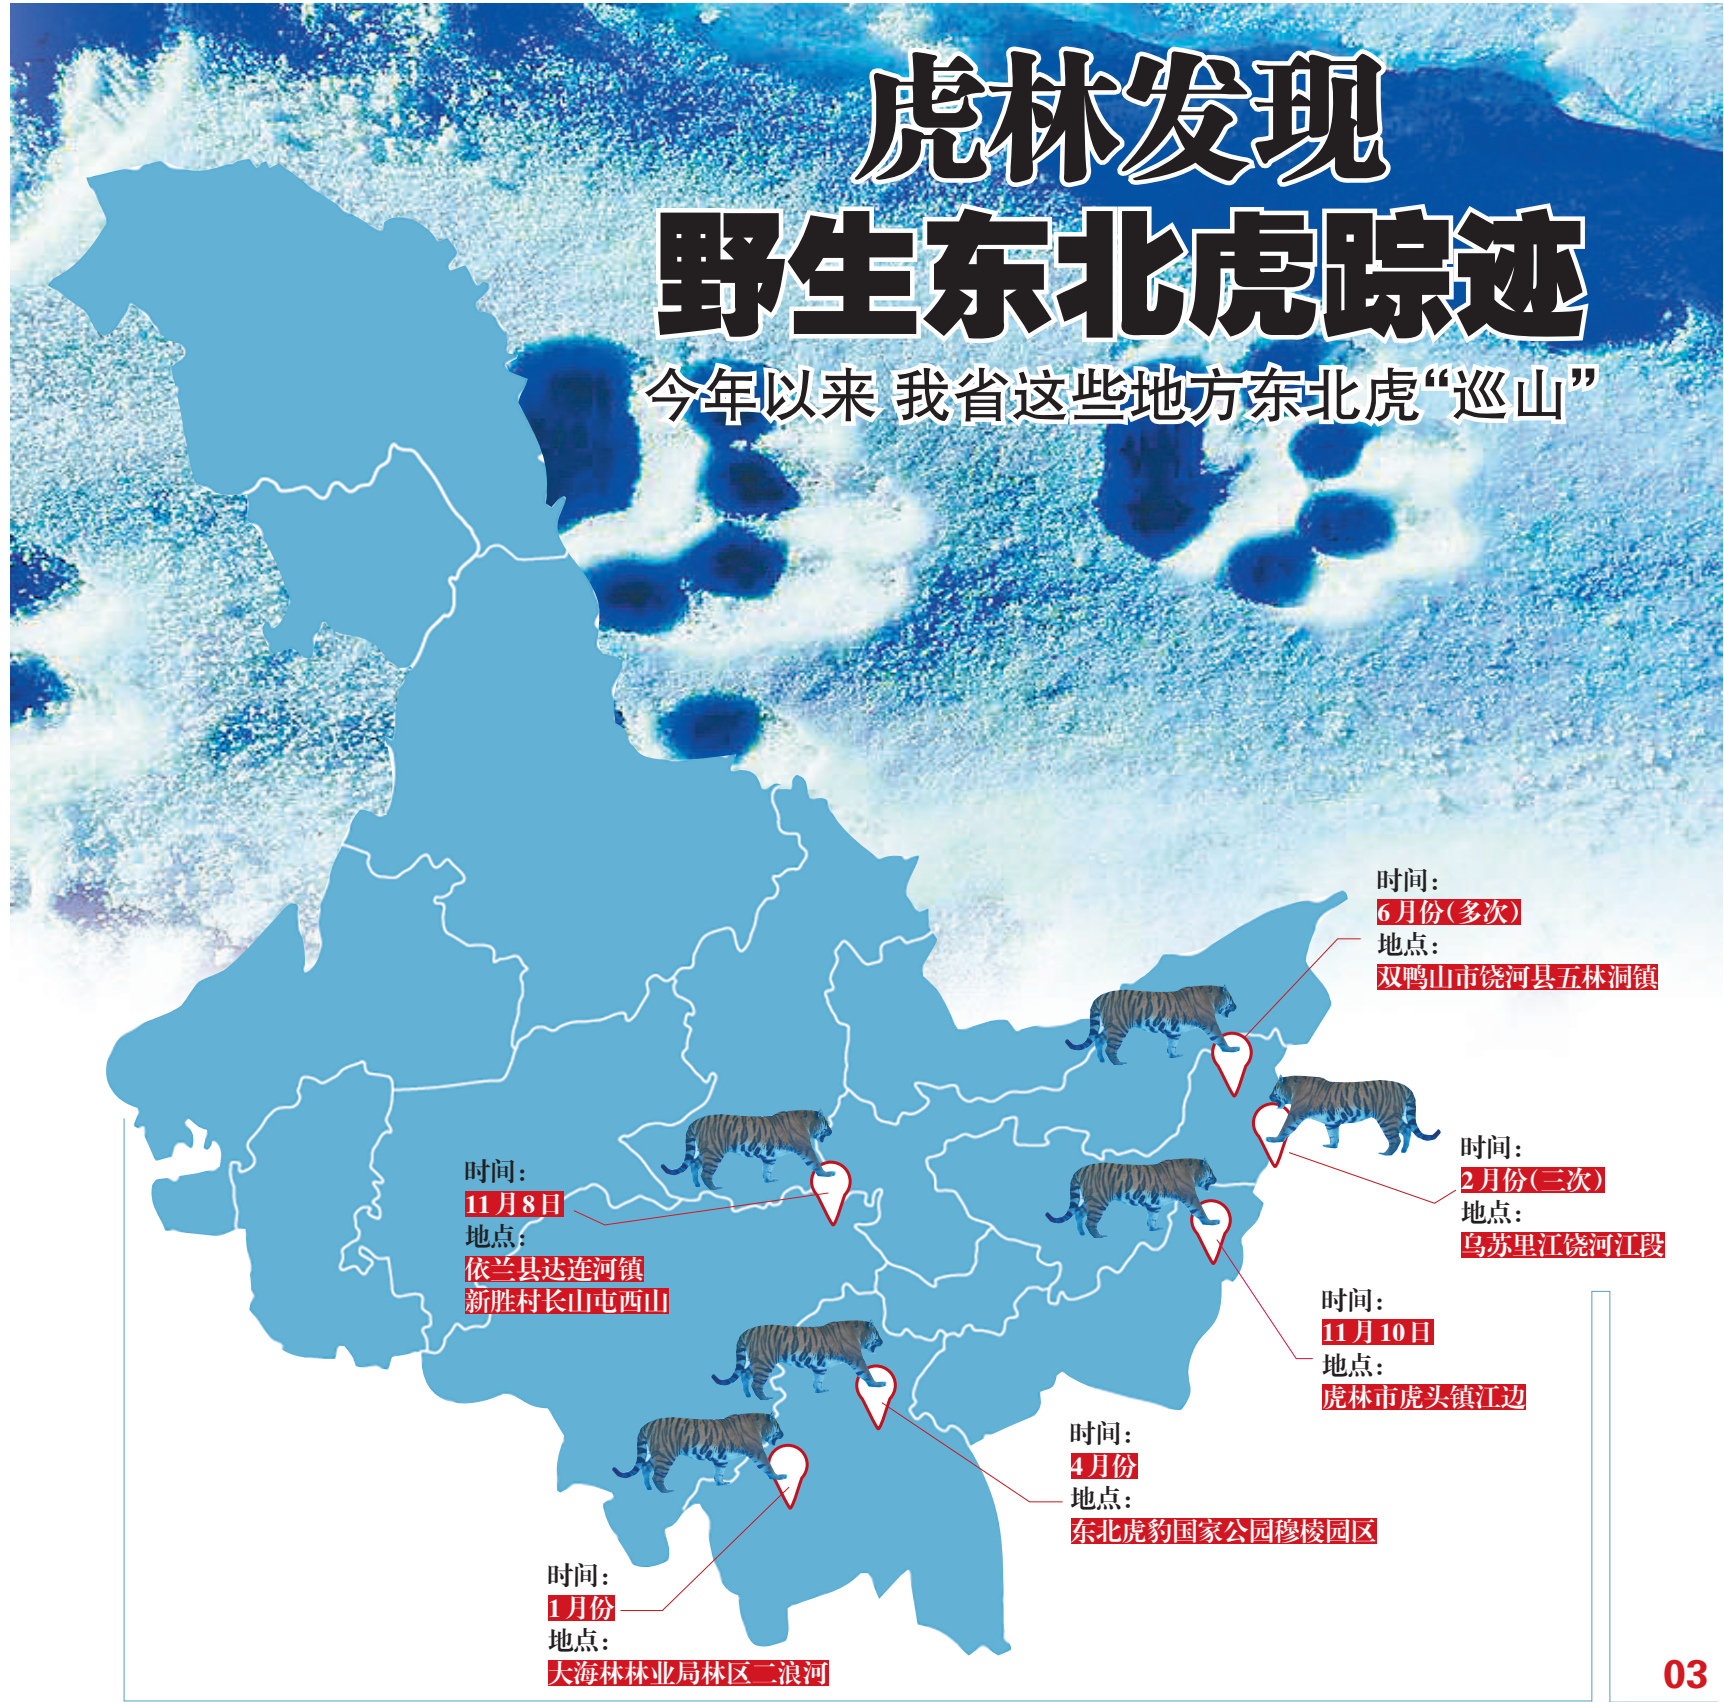 虎林发现
野生东北虎踪迹
今年以来 我省这些地方东北虎“巡山”
时间：
6月份（多次）
地点：
双鸭山市饶河县五林洞镇
时间：
2月份（三次）
地点：
乌苏里江饶河江段
时间：
11月8日
地点：
依兰县达连河镇
新胜村长山屯西山
时间：
11月10日
地点：
虎林市虎头镇江边
时间：
4月份
地点：
东北虎豹国家公园穆棱园区
时间：
1月份
地点：
大海林林业局林区二浪河
03